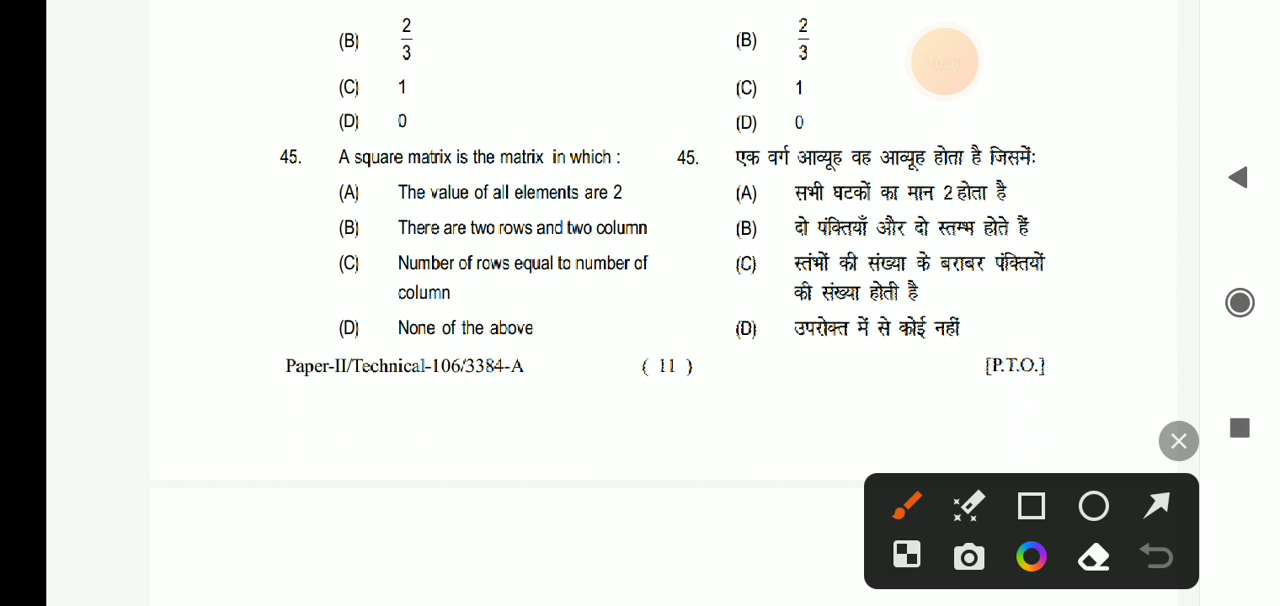 (B) 2/3
(C) 1
(D) 0
45. A square matrix is the matrix in which :
(A) The value of all elements are 2
(B) There are two rows and two column
(C) Number of rows equal to number of
column
(D) None of the above
(B) 2/3
(C) 1
(D) 0
45. एक वर्ग आव्यूह वह आव्यूह होता है जिसमें:
(A) सभी घटकों का मान 2 होता है
(B) दो पंक्तियाँ और दो स्तम्भ होते हैं
(C) स्तंभों की संख्या के बराबर पंक्तियों
की संख्या होती है
(D) उपरोक्त में से कोई नहीं
Paper-II/Technical-106/3384-A ( 11 ) [P.T.O.]